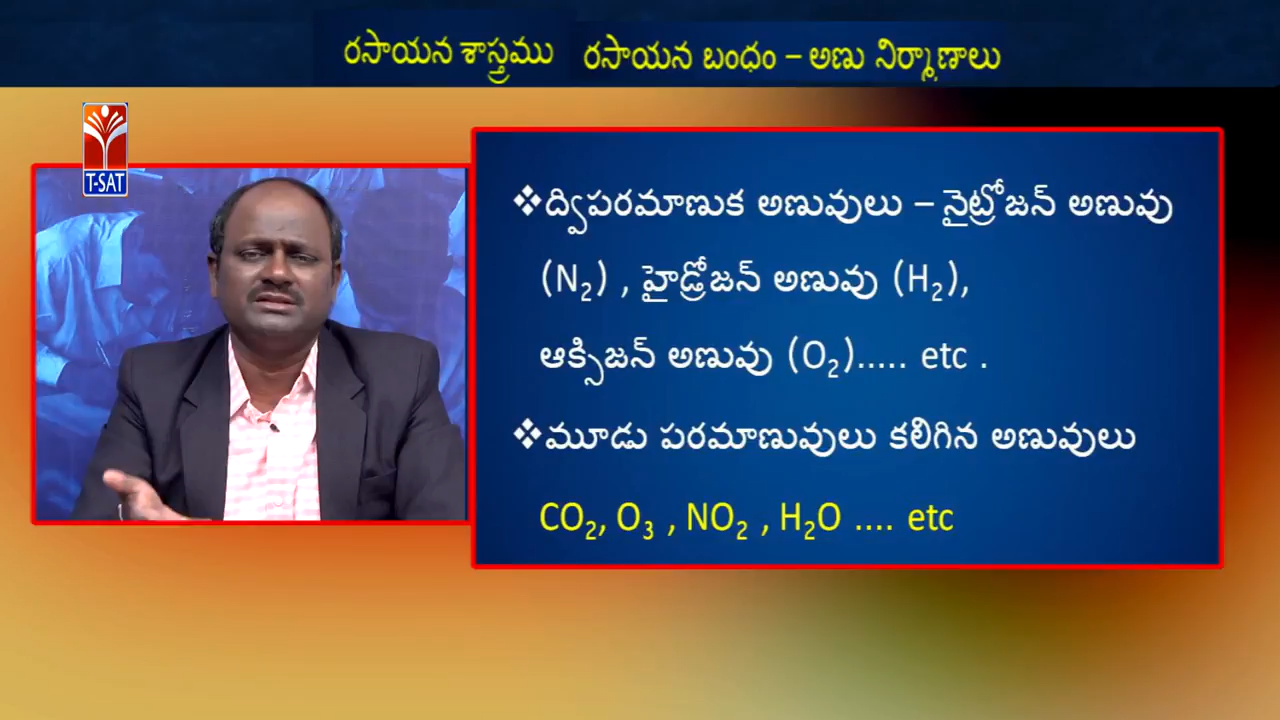 రసాయన శాస్త్రము రసాయన బంధం – అణు నిర్మాణాలు
T-SAT
❖ద్విపరమాణుక అణువులు – నైట్రోజన్ అణువు
(N₂) , హైడ్రోజన్ అణువు (H₂),
ఆక్సిజన్ అణువు (O₂)..... etc .
❖మూడు పరమాణువులు కలిగిన అణువులు
CO₂, O₃ , NO₂ , H₂O .... etc